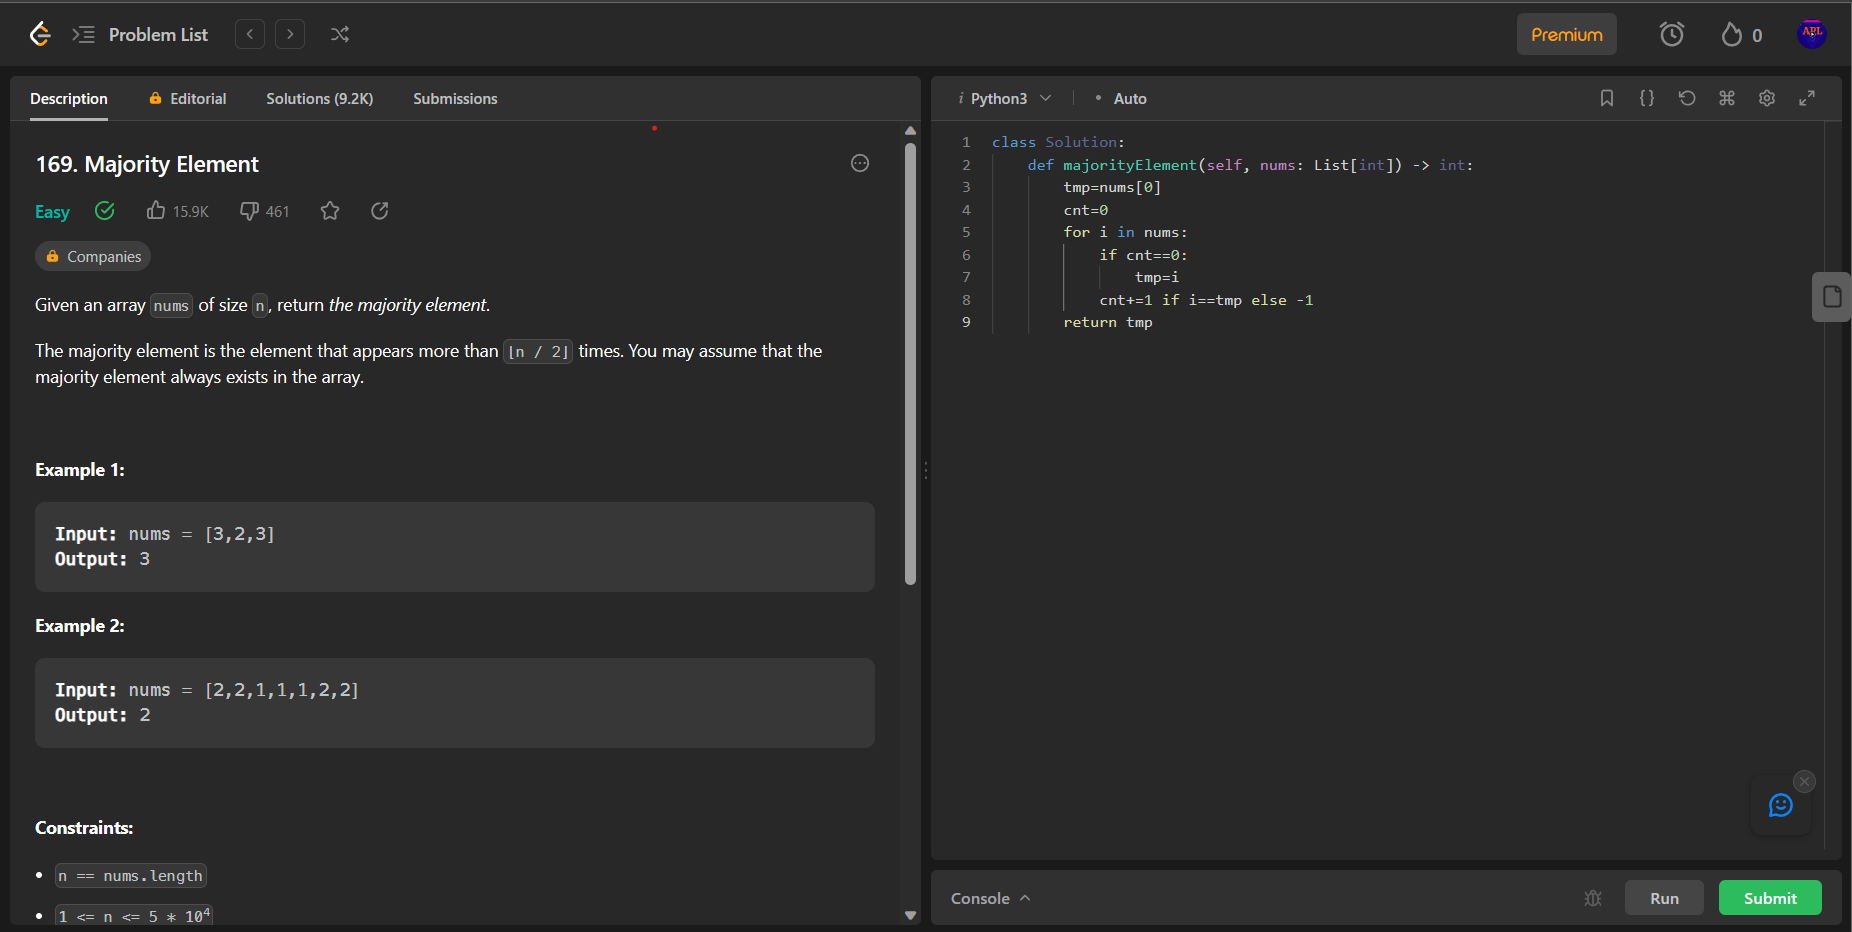 Problem List
Premium
0
APL
Description
Editorial
Solutions (9.2K)
Submissions
169. Majority Element
Easy
15.9K
461
Companies
Given an array nums of size n, return the majority element.
The majority element is the element that appears more than ⌊n / 2⌋ times. You may assume that the
majority element always exists in the array.
Example 1:
Input: nums = [3,2,3]
Output: 3
Example 2:
Input: nums = [2,2,1,1,1,2,2]
Output: 2
Constraints:
• n == nums.length
• 1 <= n <= 5 * 10⁴
i Python3
• Auto
1 class Solution:
2     def majorityElement(self, nums: List[int]) -> int:
3         tmp=nums[0]
4         cnt=0
5         for i in nums:
6             if cnt==0:
7                 tmp=i
8             cnt+=1 if i==tmp else -1
9         return tmp
Console
Run
Submit